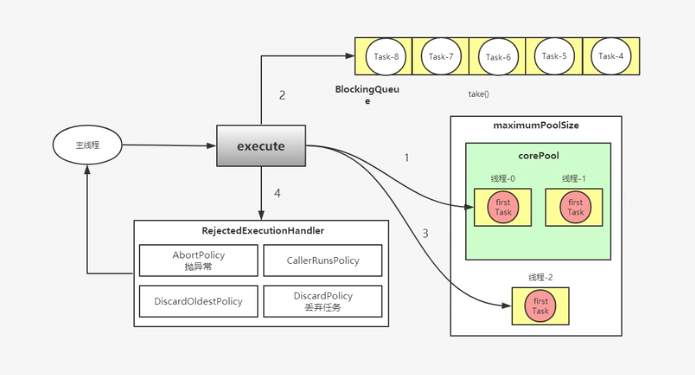 Task-8
Task-7
Task-6
Task-5
Task-4
2
BlockingQueu
e
take()
maximumPoolSize
主线程
execute
1
corePool
线程-0
线程-1
first
Task
first
Task
4
3
RejectedExecutionHandler
AbortPolicy
抛异常
CallerRunsPolicy
DiscardOldestPolicy
DiscardPolicy
丢弃任务
线程-2
first
Task